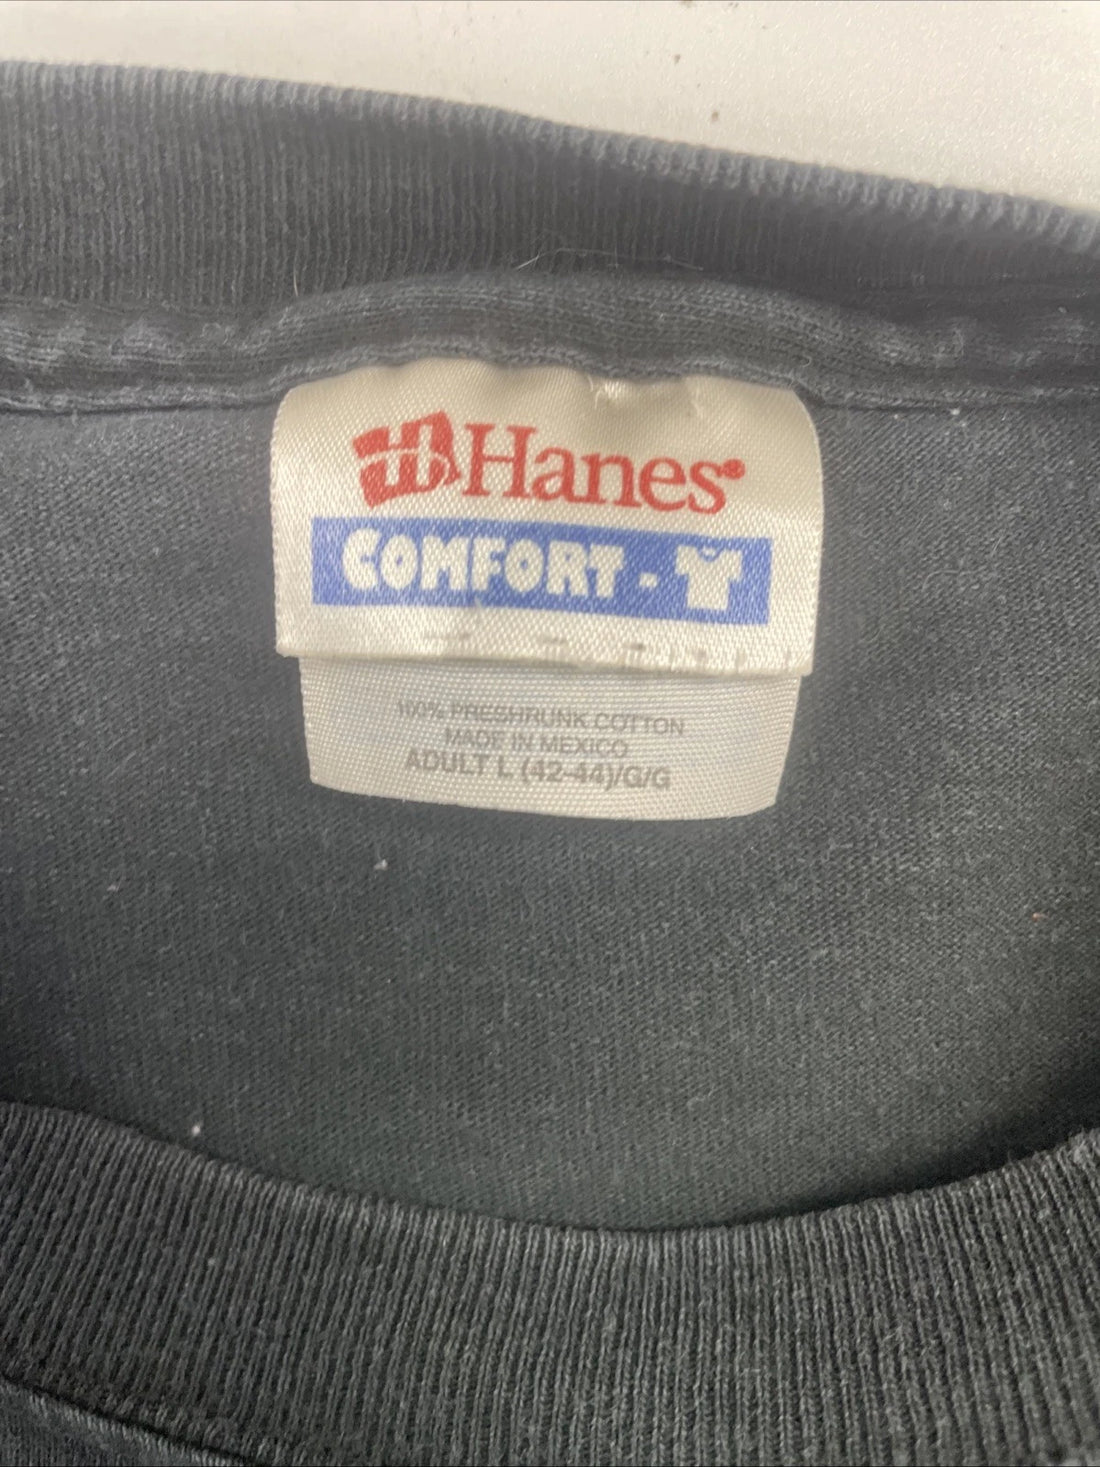 Hanes
COMFORT -
100% PRESHRUNK COTTON
MADE IN MEXICO
ADULT L (42-44)/G/G